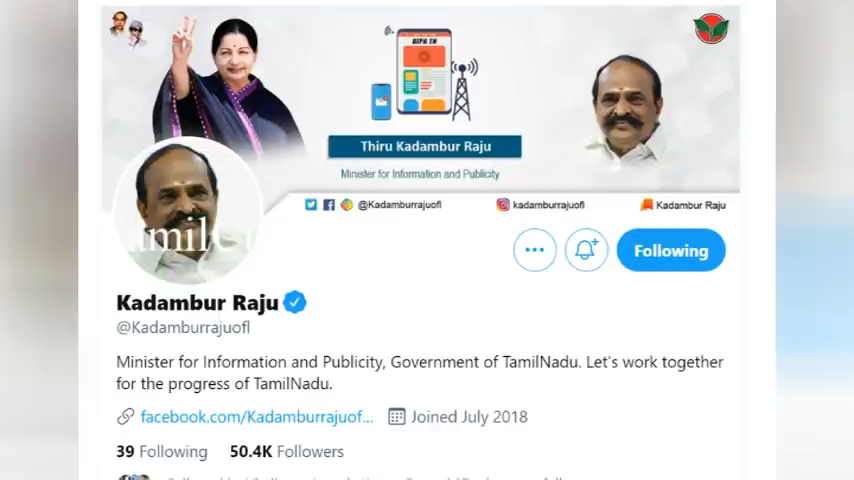 DIPR TN
Thiru Kadambur Raju
Minister for Information and Publicity
@Kadamburrajuofl
kadamburrajuofl
Kadambur Raju
Following
Kadambur Raju
@Kadamburrajuofl
Minister for Information and Publicity, Government of TamilNadu. Let's work together
for the progress of TamilNadu.
facebook.com/Kadamburrajuof...
Joined July 2018
39 Following 50.4K Followers